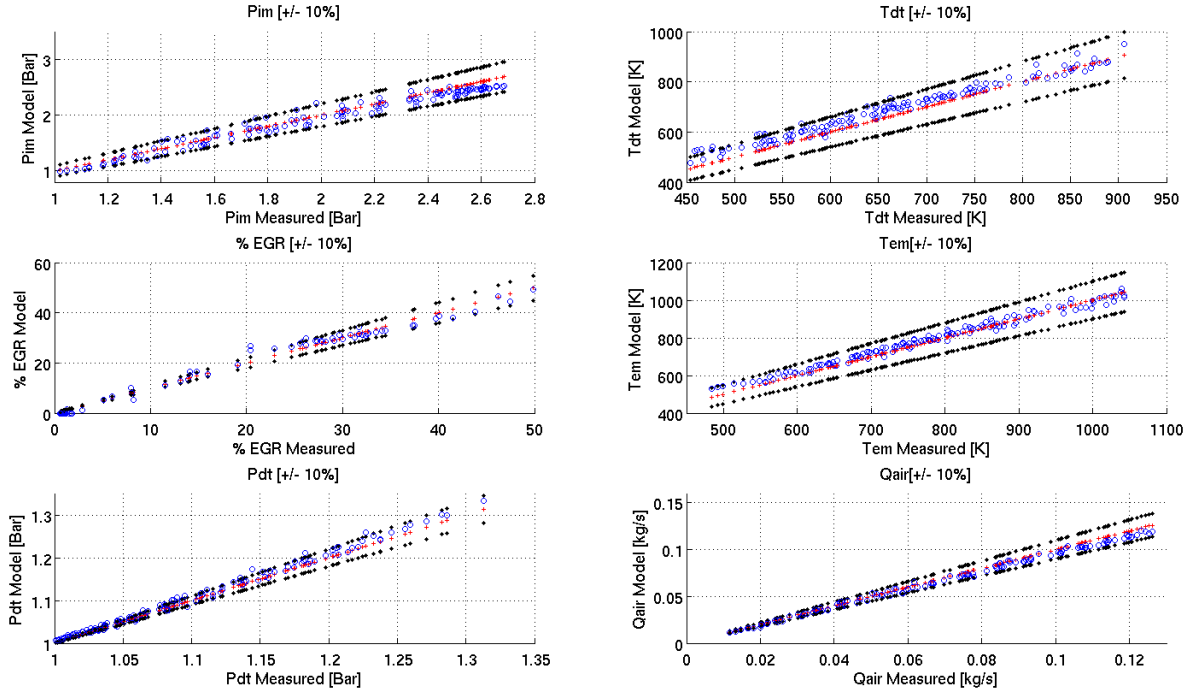 Pim [+/- 10%]
3
2
1
Pim Model [Bar]
1 1.2 1.4 1.6 1.8 2 2.2 2.4 2.6 2.8
Pim Measured [Bar]
Tdt [+/- 10%]
1000
800
600
400
Tdt Model [K]
450 500 550 600 650 700 750 800 850 900 950
Tdt Measured [K]
% EGR [+/- 10%]
60
40
20
0
% EGR Model
0 10 20 30 40 50
% EGR Measured
Tem[+/- 10%]
1200
1000
800
600
400
Tem Model [K]
500 600 700 800 900 1000 1100
Tem Measured [K]
Pdt [+/- 10%]
1.3
1.2
1.1
1
Pdt Model [Bar]
1 1.05 1.1 1.15 1.2 1.25 1.3 1.35
Pdt Measured [Bar]
Qair[+/- 10%]
0.15
0.1
0.05
0
Qair Model [kg/s]
0 0.02 0.04 0.06 0.08 0.1 0.12
Qair Measured [kg/s]